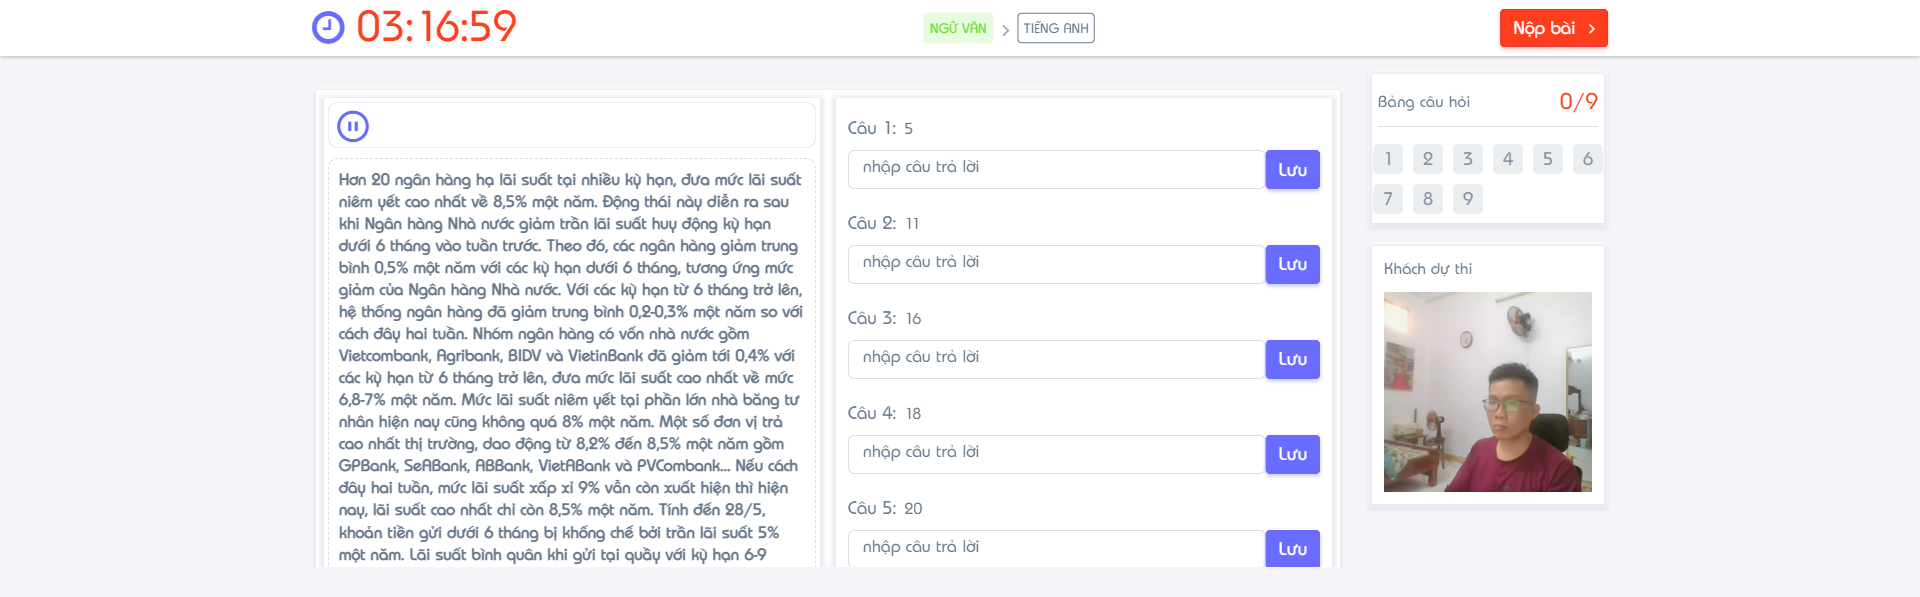 03:16:59
NGỮ VĂN > TIẾNG ANH
Nộp bài >
Hơn 20 ngân hàng hạ lãi suất tại nhiều kỳ hạn, đưa mức lãi suất
niêm yết cao nhất về 8,5% một năm. Động thái này diễn ra sau
khi Ngân hàng Nhà nước giảm trần lãi suất huy động kỳ hạn
dưới 6 tháng vào tuần trước. Theo đó, các ngân hàng giảm trung
bình 0,5% một năm với các kỳ hạn dưới 6 tháng, tương ứng mức
giảm của Ngân hàng Nhà nước. Với các kỳ hạn từ 6 tháng trở lên,
hệ thống ngân hàng đã giảm trung bình 0,2-0,3% một năm so với
cách đây hai tuần. Nhóm ngân hàng có vốn nhà nước gồm
Vietcombank, Agribank, BIDV và VietinBank đã giảm tới 0,4% với
các kỳ hạn từ 6 tháng trở lên, đưa mức lãi suất cao nhất về mức
6,8-7% một năm. Mức lãi suất niêm yết tại phần lớn nhà băng tư
nhân hiện nay cũng không quá 8% một năm. Một số đơn vị trả
cao nhất thị trường, dao động từ 8,2% đến 8,5% một năm gồm
GPBank, SeABank, ABBank, VietABank và PVCombank... Nếu cách
đây hai tuần, mức lãi suất xấp xỉ 9% vẫn còn xuất hiện thì hiện
nay, lãi suất cao nhất chỉ còn 8,5% một năm. Tính đến 28/5,
khoản tiền gửi dưới 6 tháng bị khống chế bởi trần lãi suất 5%
một năm. Lãi suất bình quân khi gửi tại quầy với kỳ hạn 6-9
Câu 1: 5
nhập câu trả lời
Lưu
Câu 2: 11
nhập câu trả lời
Lưu
Câu 3: 16
nhập câu trả lời
Lưu
Câu 4: 18
nhập câu trả lời
Lưu
Câu 5: 20
nhập câu trả lời
Lưu
Bảng câu hỏi 0/9
1 2 3 4 5 6
7 8 9
Khách dự thi